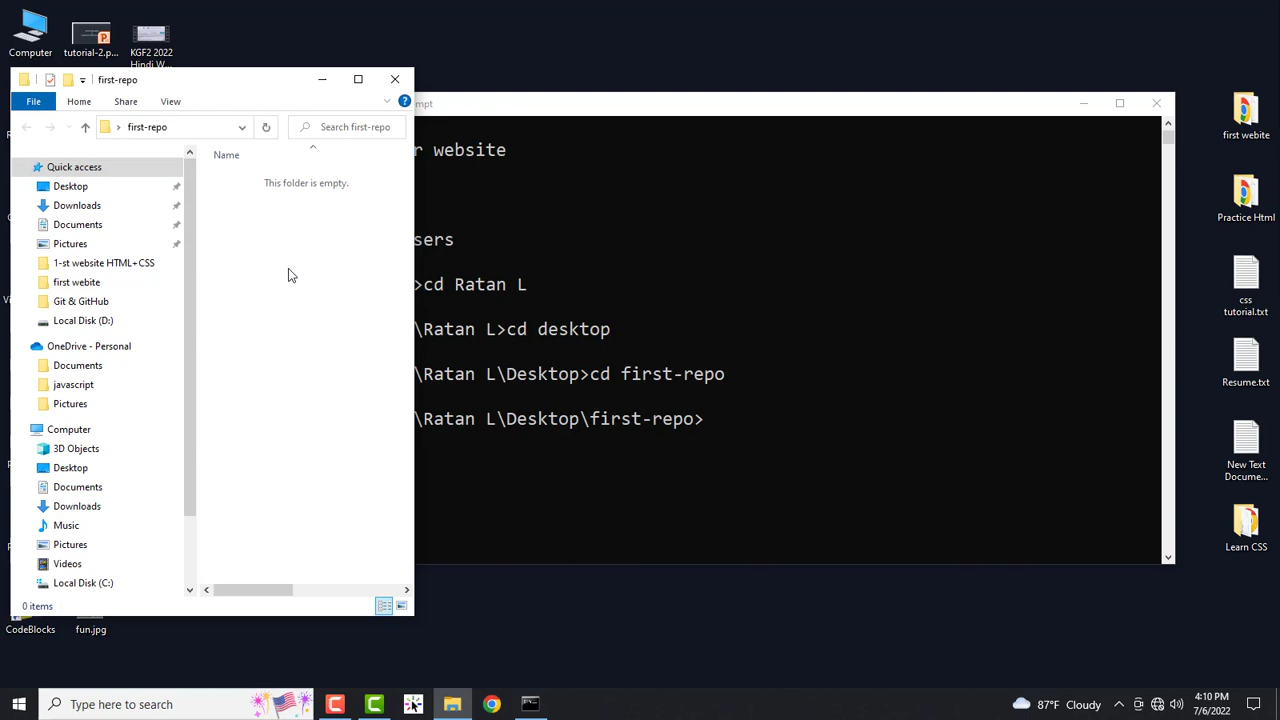 Computer
tutorial-2.p...
KGF2 2022
Hindi W...
first-repo
File
Home
Share
View
first-repo
Search first-repo
Name
This folder is empty.
Quick access
Desktop
Downloads
Documents
Pictures
1-st website HTML+CSS
first webite
Git & GitHub
Local Disk (D:)
OneDrive - Personal
Documents
javascript
Pictures
Computer
3D Objects
Desktop
Documents
Downloads
Music
Pictures
Videos
Local Disk (C:)
0 items
CodeBlocks
fun.jpg
mpt
r website
sers
>cd Ratan L
\Ratan L>cd desktop
\Ratan L\Desktop>cd first-repo
\Ratan L\Desktop\first-repo>
first webite
Practice Html
css
tutorial.txt
Resume.txt
New Text
Docume...
Learn CSS
Type here to search
87°F Cloudy
4:10 PM
7/6/2022